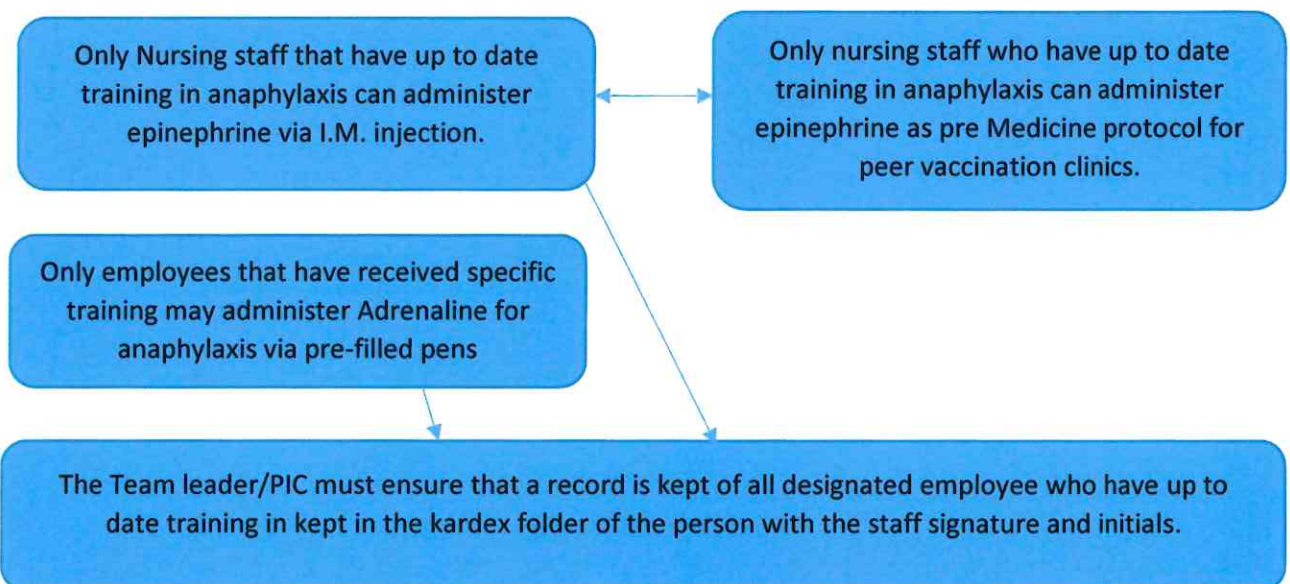 Only Nursing staff that have up to date
training in anaphylaxis can administer
epinephrine via I.M. injection.
Only nursing staff who have up to date
training in anaphylaxis can administer
epinephrine as pre Medicine protocol for
peer vaccination clinics.
Only employees that have received specific
training may administer Adrenaline for
anaphylaxis via pre-filled pens
The Team leader/PIC must ensure that a record is kept of all designated employee who have up to
date training in kept in the kardex folder of the person with the staff signature and initials.